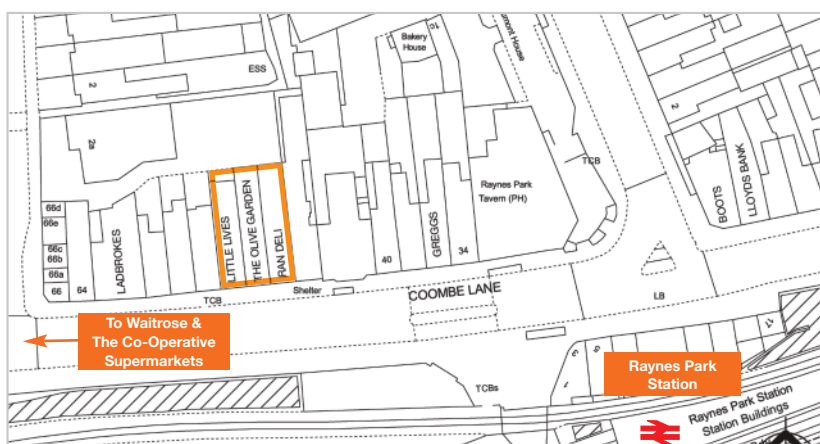 1c
Bakery
House
ESS
2
2a
TCB
2
BOOTS
LLOYDS BANK
Raynes Park
Tavern (PH)
66d
66e
66c
66b
66a
66
64
LADBROKES
LITTLE LIVES
THE OLIVE GARDEN
RAN DELI
40
GREGGS
34
TCB
Shelter
COOMBE LANE
LB
To Waitrose &
The Co-Operative
Supermarkets
TCBs
Raynes Park
Station
Raynes Park Station
Station Buildings